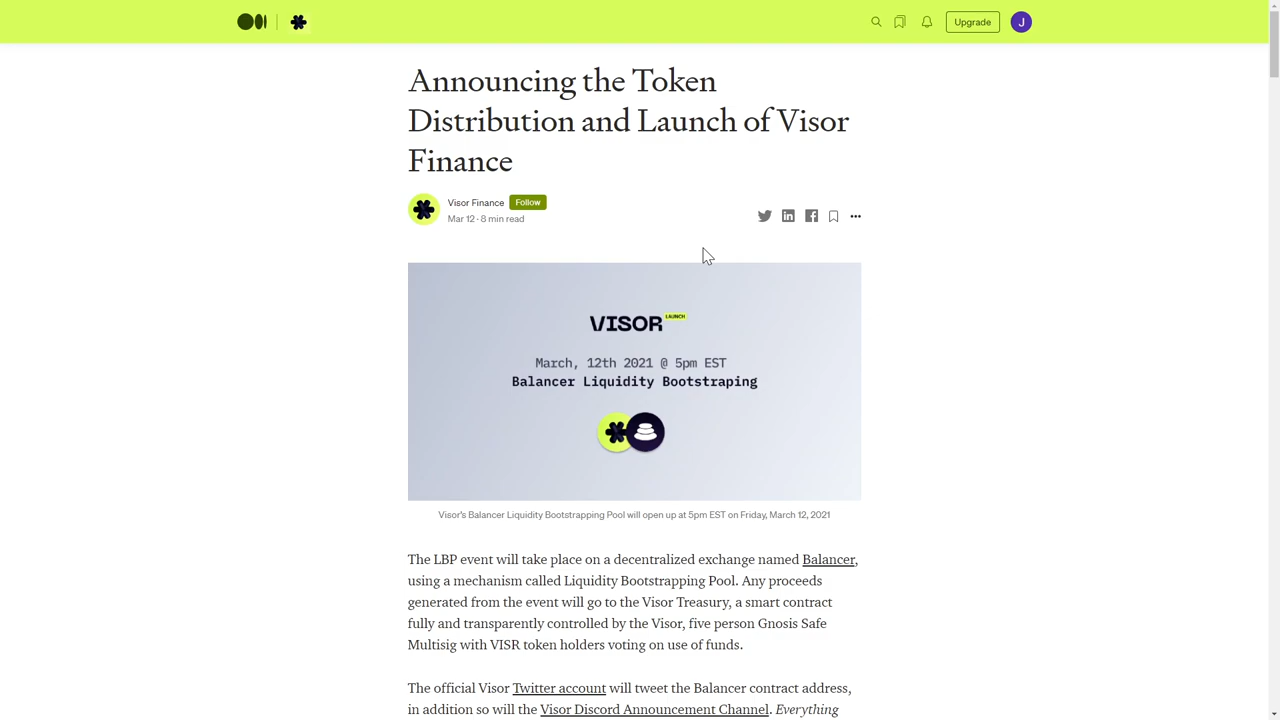 Upgrade
J
Announcing the Token
Distribution and Launch of Visor
Finance
Visor Finance Follow
Mar 12 · 8 min read
VISOR LAUNCH
March, 12th 2021 @ 5pm EST
Balancer Liquidity Bootstraping
Visor's Balancer Liquidity Bootstrapping Pool will open up at 5pm EST on Friday, March 12, 2021
The LBP event will take place on a decentralized exchange named Balancer,
using a mechanism called Liquidity Bootstrapping Pool. Any proceeds
generated from the event will go to the Visor Treasury, a smart contract
fully and transparently controlled by the Visor, five person Gnosis Safe
Multisig with VISR token holders voting on use of funds.
The official Visor Twitter account will tweet the Balancer contract address,
in addition so will the Visor Discord Announcement Channel. Everything